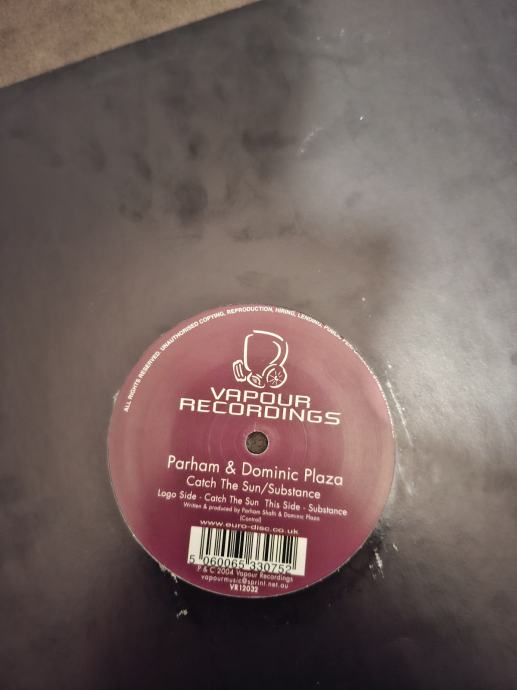 ALL RIGHTS RESERVED. UNAUTHORISED COPYING, REPRODUCTION, HIRING, LENDING, PUBLIC
VAPOUR
RECORDINGS
Parham & Dominic Plaza
Catch The Sun/Substance
Logo Side - Catch The Sun This Side - Substance
Written & produced by Parham Shafti & Dominic Plaza
(Control)
www.euro-disc.co.uk
5 060065 330752
P & C 2004 Vapour Recordings
vapourmusic@sprint.net.au
VR12032